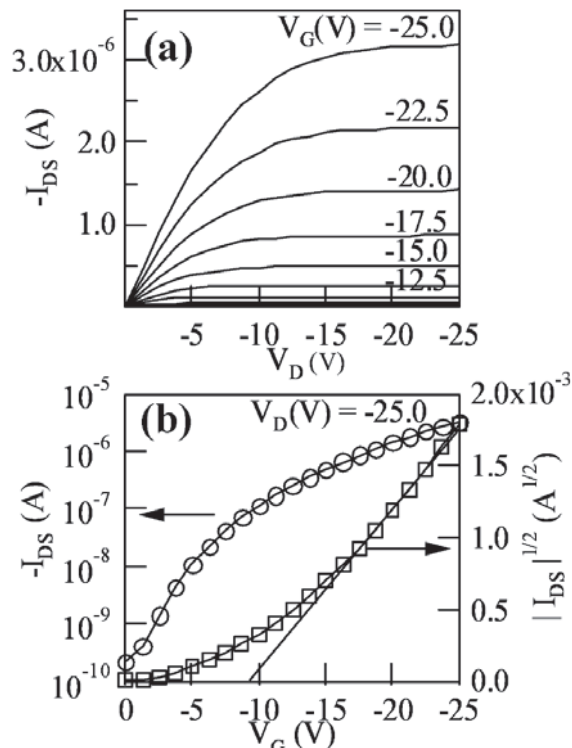 (a)
V_G(V) = -25.0
-22.5
-20.0
-17.5
-15.0
-12.5
3.0x10^-6
2.0
1.0
-I_DS (A)
-5 -10 -15 -20 -25
V_D (V)
(b)
V_D(V) = -25.0
10^-5
10^-6
10^-7
10^-8
10^-9
10^-10
-I_DS (A)
2.0x10^-3
1.5
1.0
0.5
0.0
| I_DS |^1/2 (A^1/2)
0 -5 -10 -15 -20 -25
V_G (V)